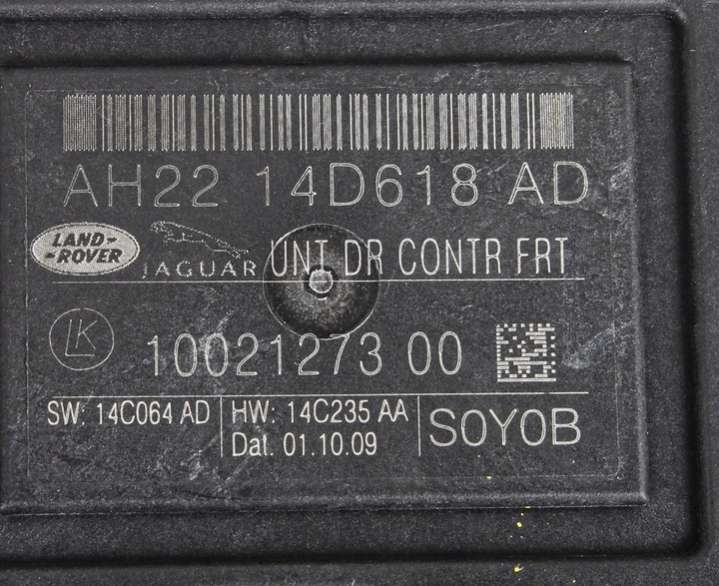 AH22 14D618 AD
LAND-
-ROVER
JAGUAR UNT DR CONTR FRT
LK
10021273 00
SW: 14C064 AD
HW: 14C235 AA
Dat. 01.10.09
SOYOB